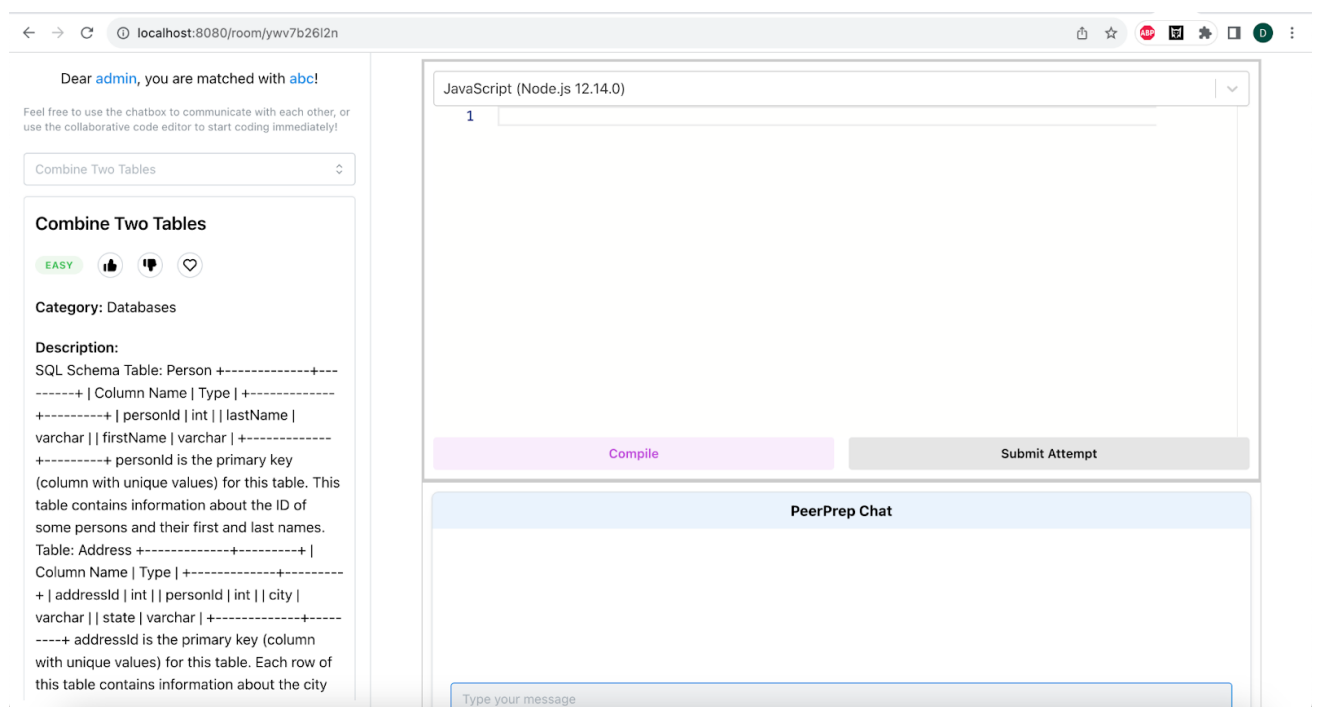 localhost:8080/room/ywv7b26l2n
ABP
D
Dear admin, you are matched with abc!
Feel free to use the chatbox to communicate with each other, or
use the collaborative code editor to start coding immediately!
Combine Two Tables
Combine Two Tables
EASY
Category: Databases
Description:
SQL Schema Table: Person +-------------+---
------+ | Column Name | Type | +-------------
+---------+ | personId | int | | lastName |
varchar | | firstName | varchar | +-------------
+---------+ personId is the primary key
(column with unique values) for this table. This
table contains information about the ID of
some persons and their first and last names.
Table: Address +-------------+---------+ |
Column Name | Type | +-------------+---------
+ | addressId | int | | personId | int | | city |
varchar | | state | varchar | +-------------+-----
----+ addressId is the primary key (column
with unique values) for this table. Each row of
this table contains information about the city
JavaScript (Node.js 12.14.0)
1
Compile
Submit Attempt
PeerPrep Chat
Type your message